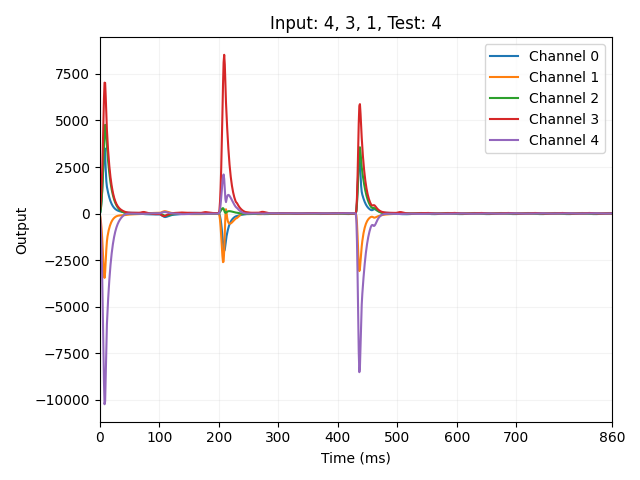 Input: 4, 3, 1, Test: 4
Channel 0
Channel 1
Channel 2
Channel 3
Channel 4
7500
5000
2500
0
−2500
−5000
−7500
−10000
Output
0 100 200 300 400 500 600 700 860
Time (ms)